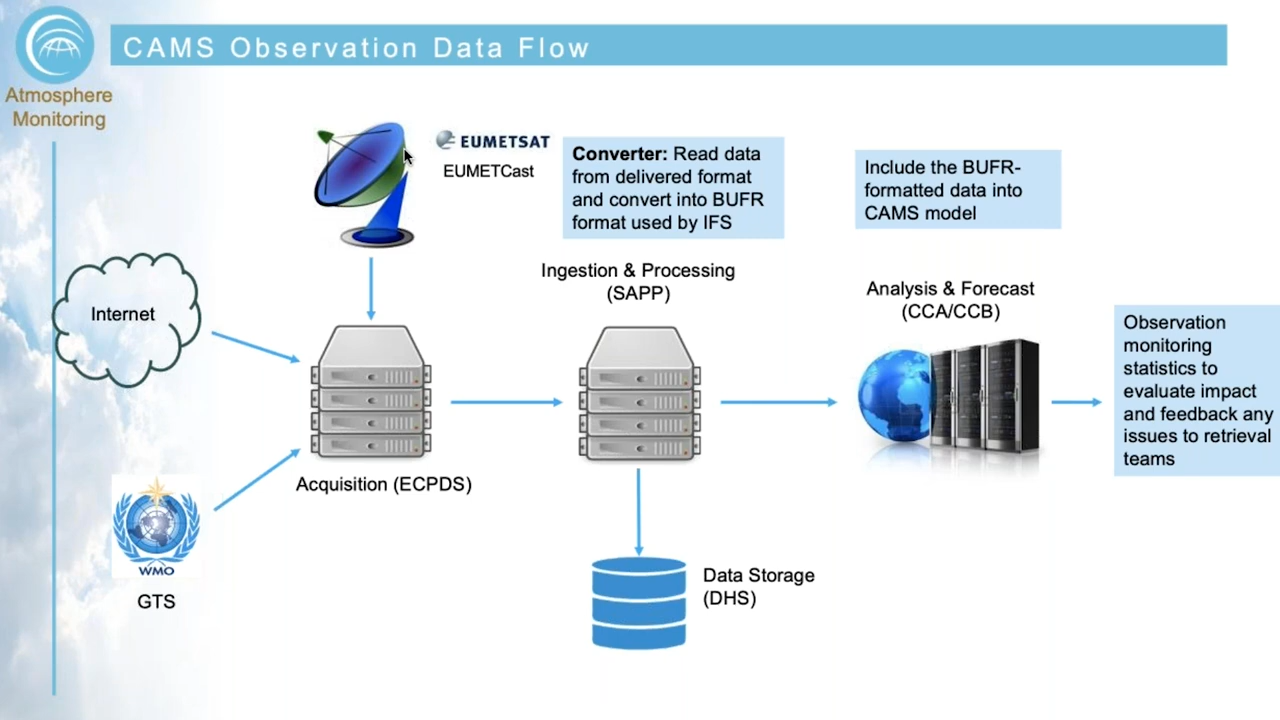 CAMS Observation Data Flow
Atmosphere
Monitoring
EUMETSAT
EUMETCast
Converter: Read data
from delivered format
and convert into BUFR
format used by IFS
Include the BUFR-
formatted data into
CAMS model
Ingestion & Processing
(SAPP)
Analysis & Forecast
(CCA/CCB)
Internet
Observation
monitoring
statistics to
evaluate impact
and feedback any
issues to retrieval
teams
Acquisition (ECPDS)
WMO
GTS
Data Storage
(DHS)